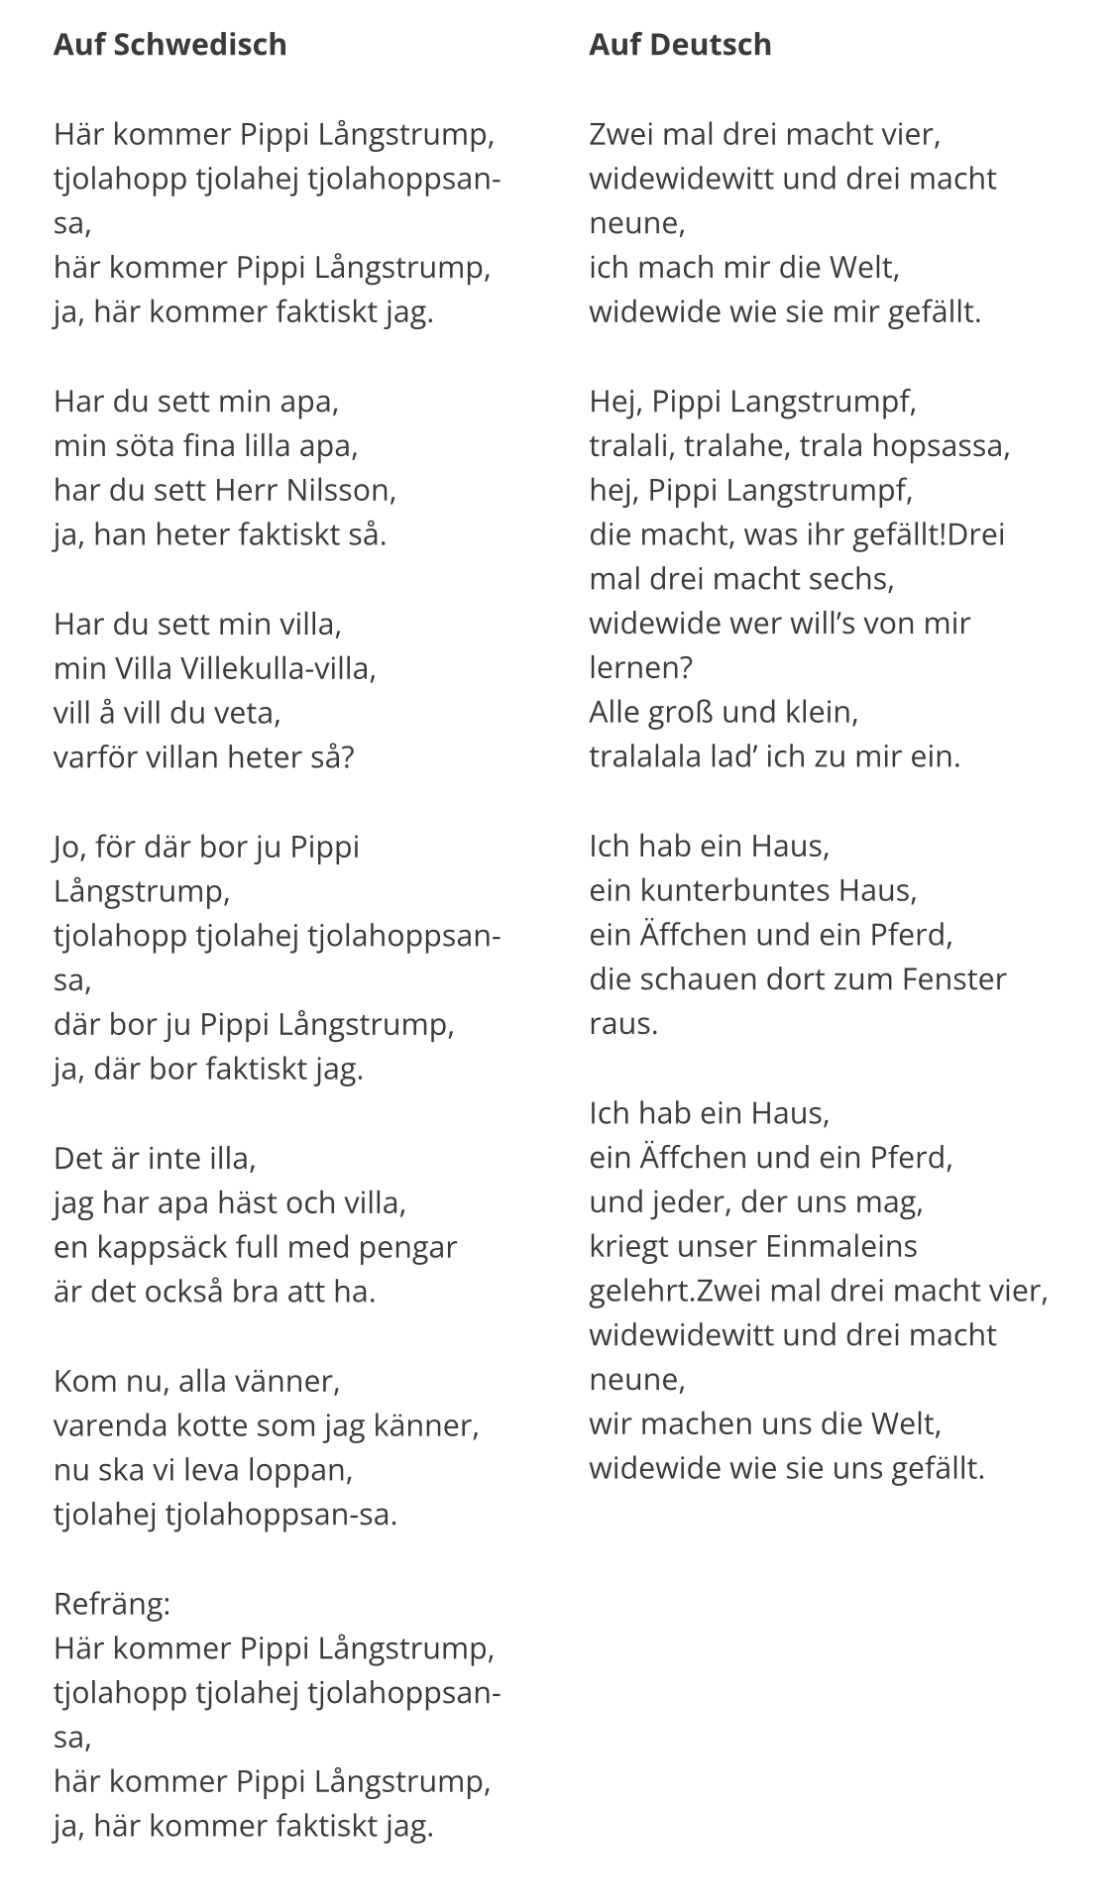 Auf Schwedisch
Här kommer Pippi Långstrump,
tjolahopp tjolahej tjolahoppsan-
sa,
här kommer Pippi Långstrump,
ja, här kommer faktiskt jag.
Har du sett min apa,
min söta fina lilla apa,
har du sett Herr Nilsson,
ja, han heter faktiskt så.
Har du sett min villa,
min Villa Villekulla-villa,
vill å vill du veta,
varför villan heter så?
Jo, för där bor ju Pippi
Långstrump,
tjolahopp tjolahej tjolahoppsan-
sa,
där bor ju Pippi Långstrump,
ja, där bor faktiskt jag.
Det är inte illa,
jag har apa häst och villa,
en kappsäck full med pengar
är det också bra att ha.
Kom nu, alla vänner,
varenda kotte som jag känner,
nu ska vi leva loppan,
tjolahej tjolahoppsan-sa.
Refräng:
Här kommer Pippi Långstrump,
tjolahopp tjolahej tjolahoppsan-
sa,
här kommer Pippi Långstrump,
ja, här kommer faktiskt jag.
Auf Deutsch
Zwei mal drei macht vier,
widewidewitt und drei macht
neune,
ich mach mir die Welt,
widewide wie sie mir gefällt.
Hej, Pippi Langstrumpf,
tralali, tralahe, trala hopsassa,
hej, Pippi Langstrumpf,
die macht, was ihr gefällt!Drei
mal drei macht sechs,
widewide wer will’s von mir
lernen?
Alle groß und klein,
tralalala lad’ ich zu mir ein.
Ich hab ein Haus,
ein kunterbuntes Haus,
ein Äffchen und ein Pferd,
die schauen dort zum Fenster
raus.
Ich hab ein Haus,
ein Äffchen und ein Pferd,
und jeder, der uns mag,
kriegt unser Einmaleins
gelehrt.Zwei mal drei macht vier,
widewidewitt und drei macht
neune,
wir machen uns die Welt,
widewide wie sie uns gefällt.